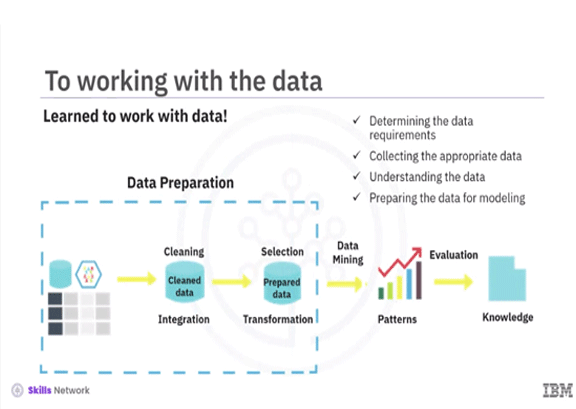 To working with the data
Learned to work with data!
✓ Determining the data
requirements
✓ Collecting the appropriate data
✓ Understanding the data
✓ Preparing the data for modeling
Data Preparation
Cleaning
Cleaned
data
Integration
Selection
Prepared
data
Transformation
Data
Mining
Patterns
Evaluation
Knowledge
Skills Network
IBM